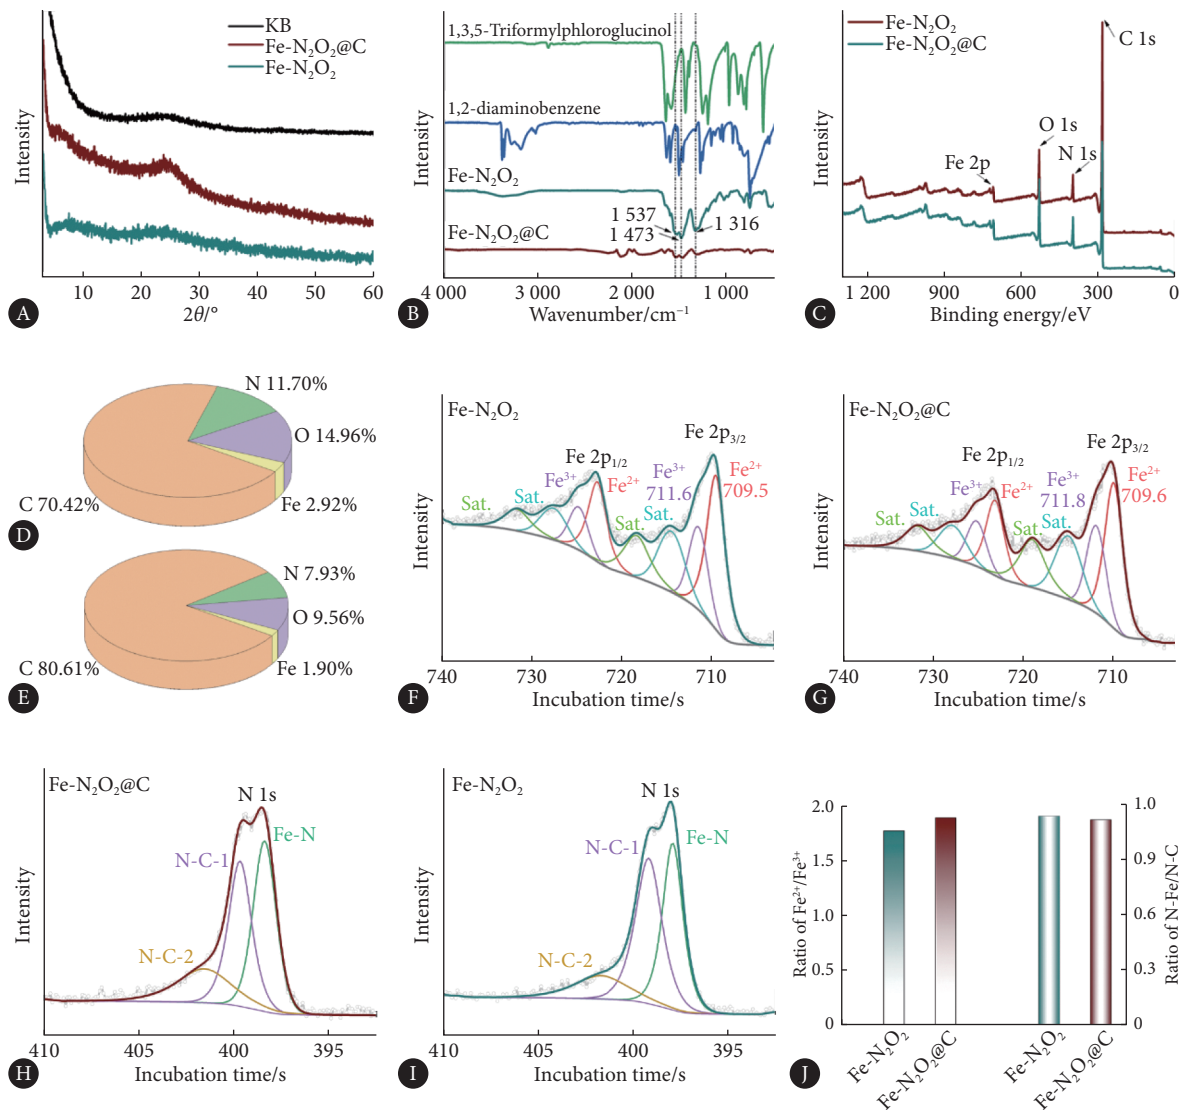 KB
Fe-N₂O₂@C
Fe-N₂O₂
Intensity
10 20 30 40 50 60
2θ/°
A
1,3,5-Triformylphloroglucinol
1,2-diaminobenzene
Fe-N₂O₂
1 537
1 473
1 316
Fe-N₂O₂@C
Intensity
4 000 3 000 2 000 1 000
Wavenumber/cm⁻¹
B
Fe-N₂O₂
Fe-N₂O₂@C
C 1s
O 1s
N 1s
Fe 2p
Intensity
1 200 900 600 300 0
Binding energy/eV
C
N 11.70%
O 14.96%
Fe 2.92%
C 70.42%
D
N 7.93%
O 9.56%
Fe 1.90%
C 80.61%
E
Fe-N₂O₂
Fe 2p₃/₂
Fe 2p₁/₂
Fe³⁺
Fe²⁺
Fe³⁺
711.6
Fe²⁺
709.5
Sat.
Sat.
Sat.
Sat.
Intensity
740 730 720 710
Incubation time/s
F
Fe-N₂O₂@C
Fe 2p₃/₂
Fe 2p₁/₂
Fe³⁺
Fe²⁺
Fe³⁺
711.8
Fe²⁺
709.6
Sat.
Sat.
Sat.
Sat.
Intensity
740 730 720 710
Incubation time/s
G
Fe-N₂O₂@C
N 1s
Fe-N
N-C-1
N-C-2
Intensity
410 405 400 395
Incubation time/s
H
Fe-N₂O₂
N 1s
Fe-N
N-C-1
N-C-2
Intensity
410 405 400 395
Incubation time/s
I
2.0
1.5
1.0
0.5
0
Ratio of Fe²⁺/Fe³⁺
1.0
0.9
0.6
0.3
0
Ratio of N-Fe/N-C
Fe-N₂O₂
Fe-N₂O₂@C
Fe-N₂O₂
Fe-N₂O₂@C
J